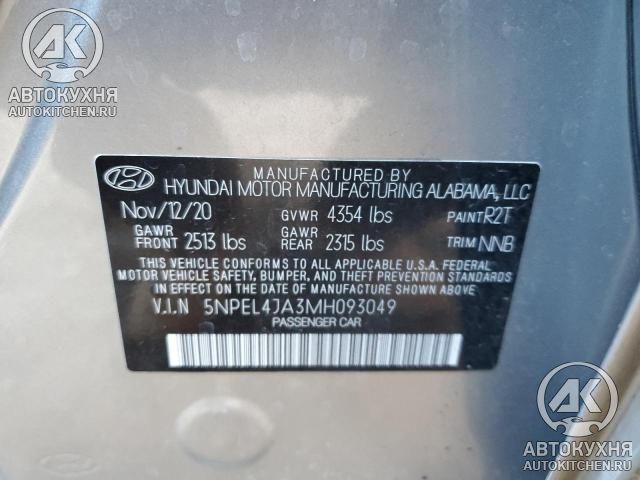 АВТОКУХНЯ
AUTOKITCHEN.RU
MANUFACTURED BY
HYUNDAI MOTOR MANUFACTURING ALABAMA, LLC
Nov/12/20 GVWR 4354 lbs PAINT R2T
GAWR FRONT 2513 lbs GAWR REAR 2315 lbs TRIM NNB
THIS VEHICLE CONFORMS TO ALL APPLICABLE U.S. FEDERAL
MOTOR VEHICLE SAFETY, BUMPER, AND THEFT PREVENTION STANDARDS
IN EFFECT ON THE DATE OF MANUFACTURE SHOWN ABOVE.
V.I.N 5NPEL4JA3MH093049
PASSENGER CAR
АК
АВТОКУХНЯ
AUTOKITCHEN.RU